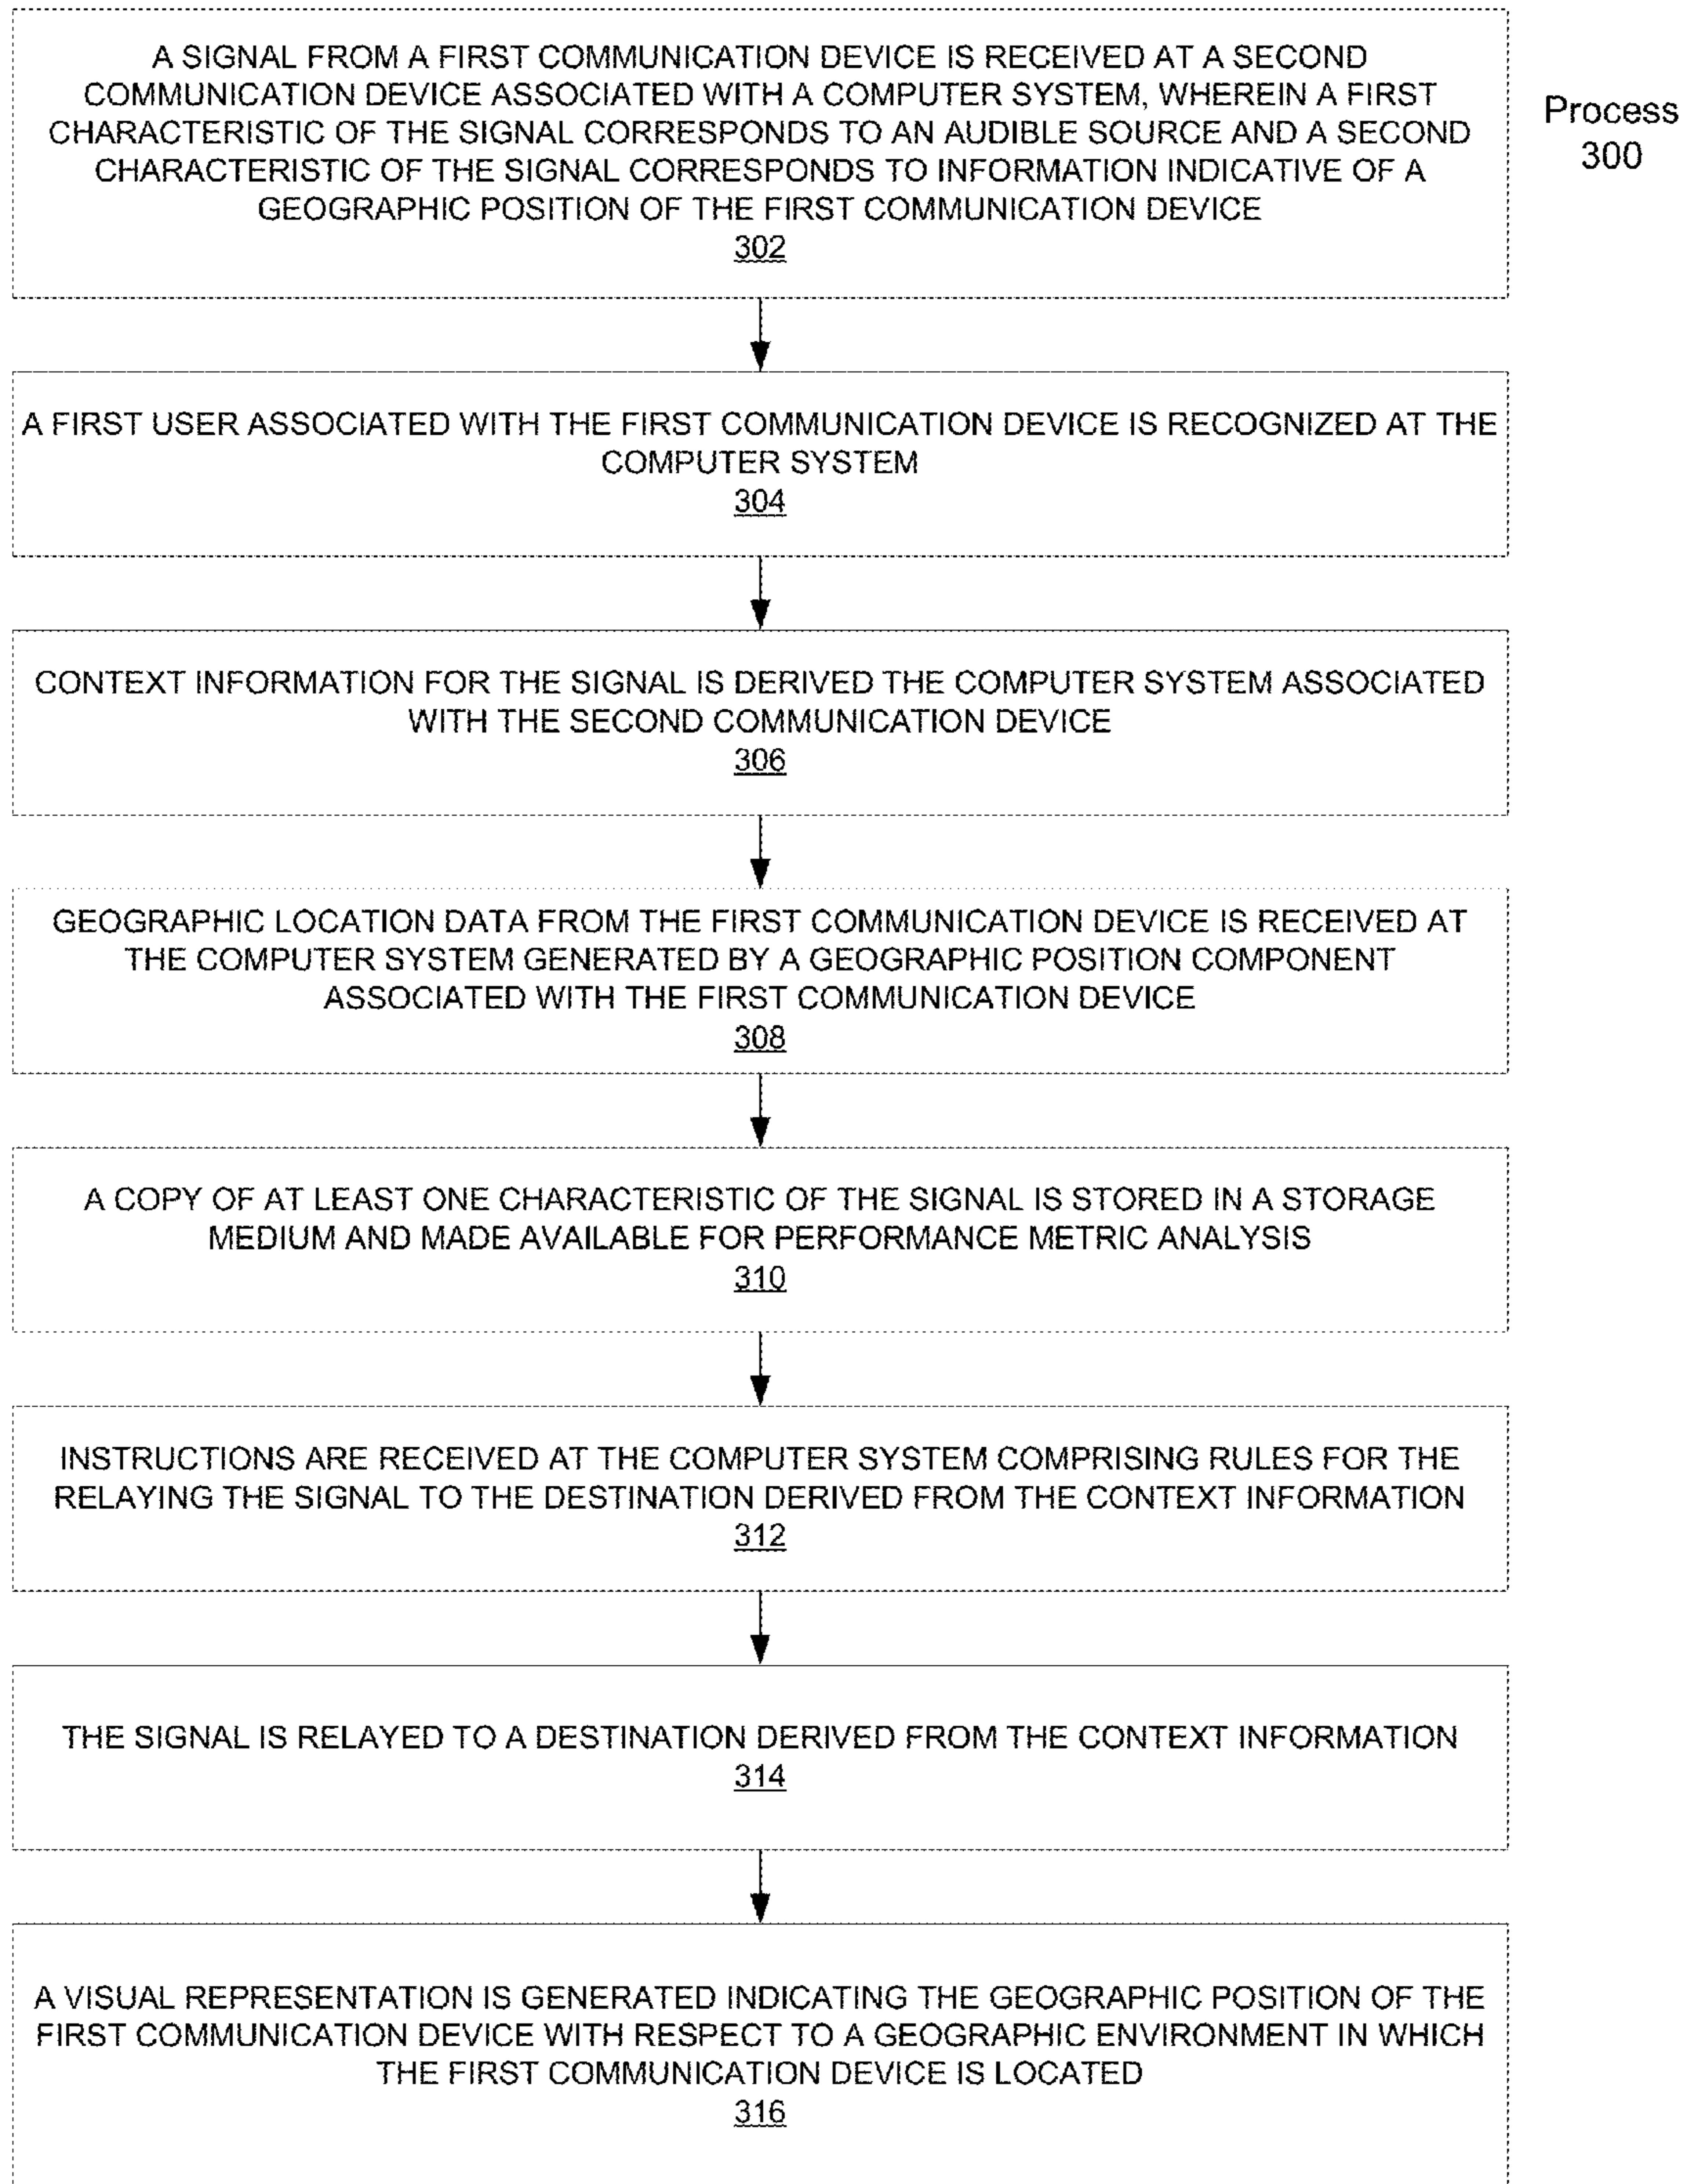 A SIGNAL FROM A FIRST COMMUNICATION DEVICE IS RECEIVED AT A SECOND
COMMUNICATION DEVICE ASSOCIATED WITH A COMPUTER SYSTEM, WHEREIN A FIRST
CHARACTERISTIC OF THE SIGNAL CORRESPONDS TO AN AUDIBLE SOURCE AND A SECOND
CHARACTERISTIC OF THE SIGNAL CORRESPONDS TO INFORMATION INDICATIVE OF A
GEOGRAPHIC POSITION OF THE FIRST COMMUNICATION DEVICE
302
Process
300
A FIRST USER ASSOCIATED WITH THE FIRST COMMUNICATION DEVICE IS RECOGNIZED AT THE
COMPUTER SYSTEM
304
CONTEXT INFORMATION FOR THE SIGNAL IS DERIVED THE COMPUTER SYSTEM ASSOCIATED
WITH THE SECOND COMMUNICATION DEVICE
306
GEOGRAPHIC LOCATION DATA FROM THE FIRST COMMUNICATION DEVICE IS RECEIVED AT
THE COMPUTER SYSTEM GENERATED BY A GEOGRAPHIC POSITION COMPONENT
ASSOCIATED WITH THE FIRST COMMUNICATION DEVICE
308
A COPY OF AT LEAST ONE CHARACTERISTIC OF THE SIGNAL IS STORED IN A STORAGE
MEDIUM AND MADE AVAILABLE FOR PERFORMANCE METRIC ANALYSIS
310
INSTRUCTIONS ARE RECEIVED AT THE COMPUTER SYSTEM COMPRISING RULES FOR THE
RELAYING THE SIGNAL TO THE DESTINATION DERIVED FROM THE CONTEXT INFORMATION
312
THE SIGNAL IS RELAYED TO A DESTINATION DERIVED FROM THE CONTEXT INFORMATION
314
A VISUAL REPRESENTATION IS GENERATED INDICATING THE GEOGRAPHIC POSITION OF THE
FIRST COMMUNICATION DEVICE WITH RESPECT TO A GEOGRAPHIC ENVIRONMENT IN WHICH
THE FIRST COMMUNICATION DEVICE IS LOCATED
316